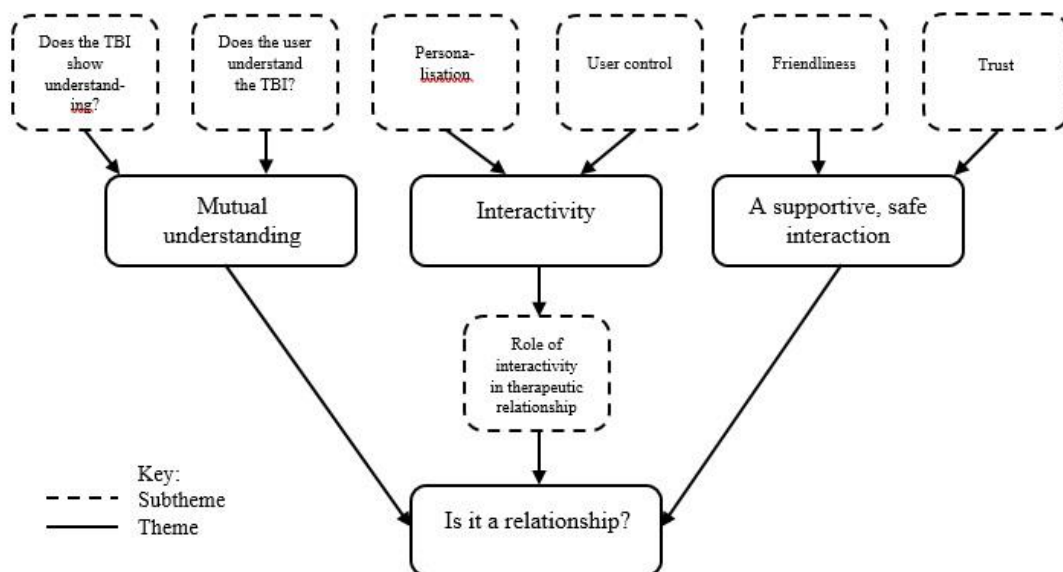 Does the TBI
show
understand-
ing?
Does the user
understand
the TBI?
Persona-
lisation
User control
Friendliness
Trust
Mutual
understanding
Interactivity
A supportive, safe
interaction
Role of
interactivity
in therapeutic
relationship
Key:
Subtheme
Theme
Is it a relationship?